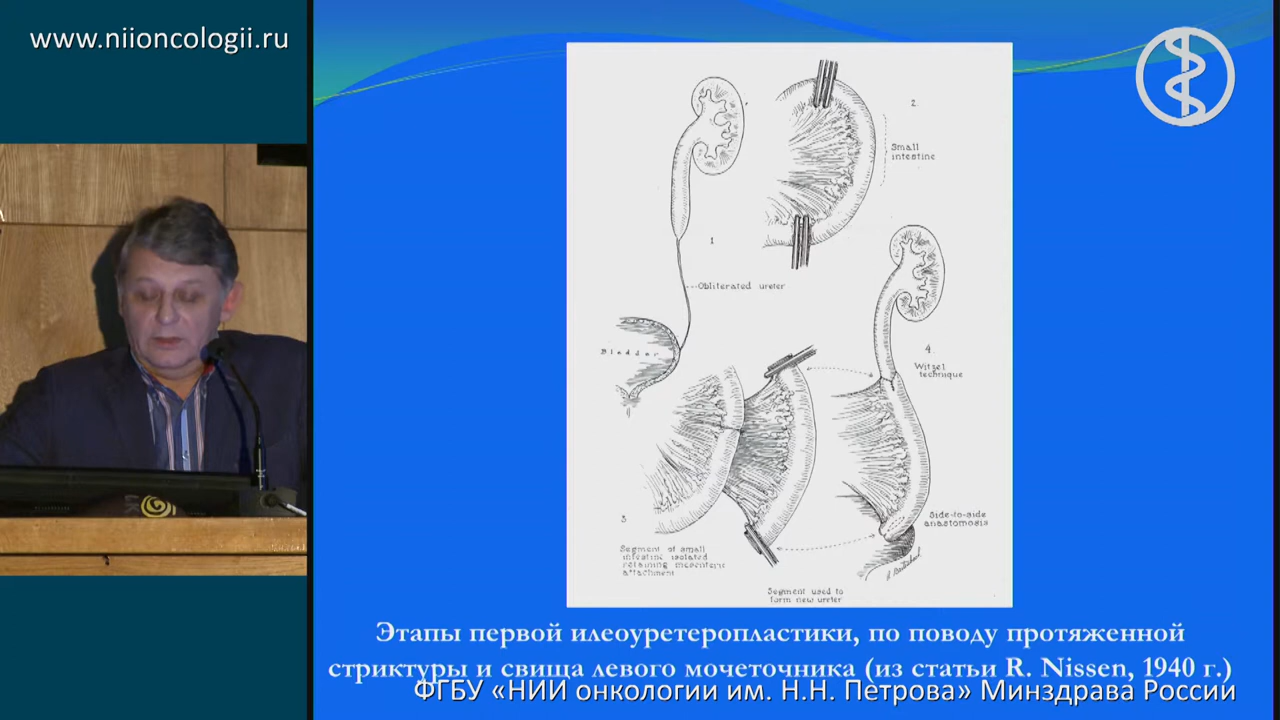 www.niioncologii.ru
2
Small
intestine
1
Obliterated ureter
Bladder
4
Witzel
technique
3
Side-to-side
anastomosis
Segment of small
intestine isolated
retaining mesenteric
attachment
Segment used to
form new ureter
Этапы первой илеоуретеропластики, по поводу протяженной
стриктуры и свища левого мочеточника (из статьи R. Nissen, 1940 г.)
ФГБУ «НИИ онкологии им. Н.Н. Петрова» Минздрава России